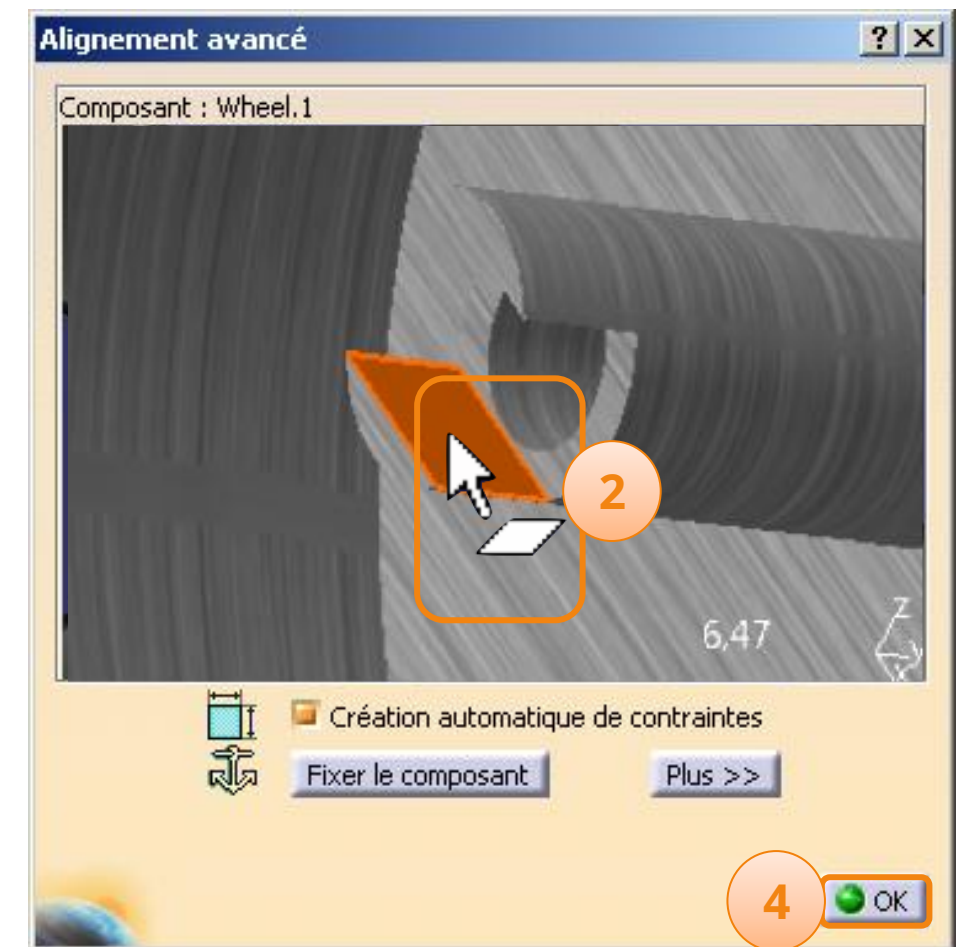 Alignement avancé
? X
Composant : Wheel.1
2
6,47
Z
Création automatique de contraintes
Fixer le composant
Plus >>
4
OK